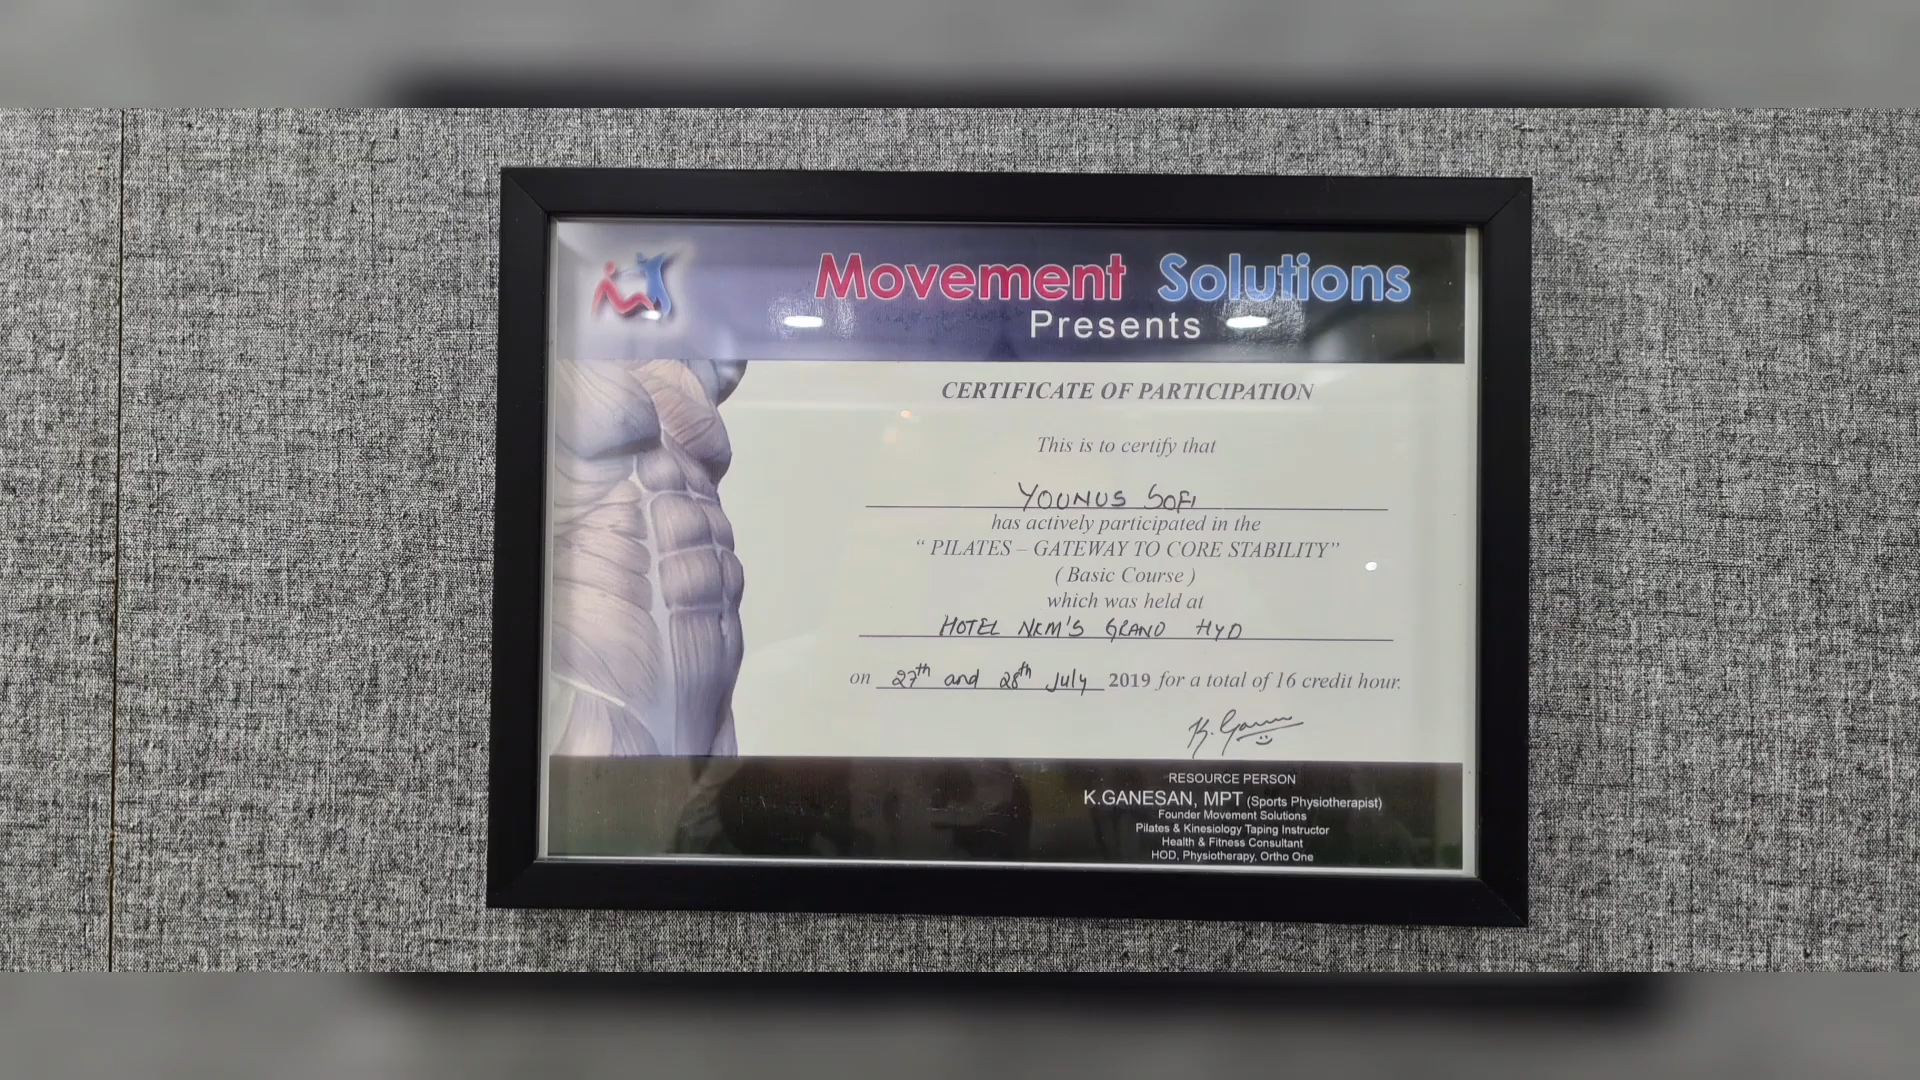 Movement Solutions
Presents
CERTIFICATE OF PARTICIPATION
This is to certify that
YOUNUS SOFI
has actively participated in the
“ PILATES – GATEWAY TO CORE STABILITY”
( Basic Course )
which was held at
HOTEL NKM'S GRAND HYD
on 27th and 28th July 2019 for a total of 16 credit hour.
RESOURCE PERSON
K.GANESAN, MPT (Sports Physiotherapist)
Founder Movement Solutions
Pilates & Kinesiology Taping Instructor
Health & Fitness Consultant
HOD, Physiotherapy, Ortho One